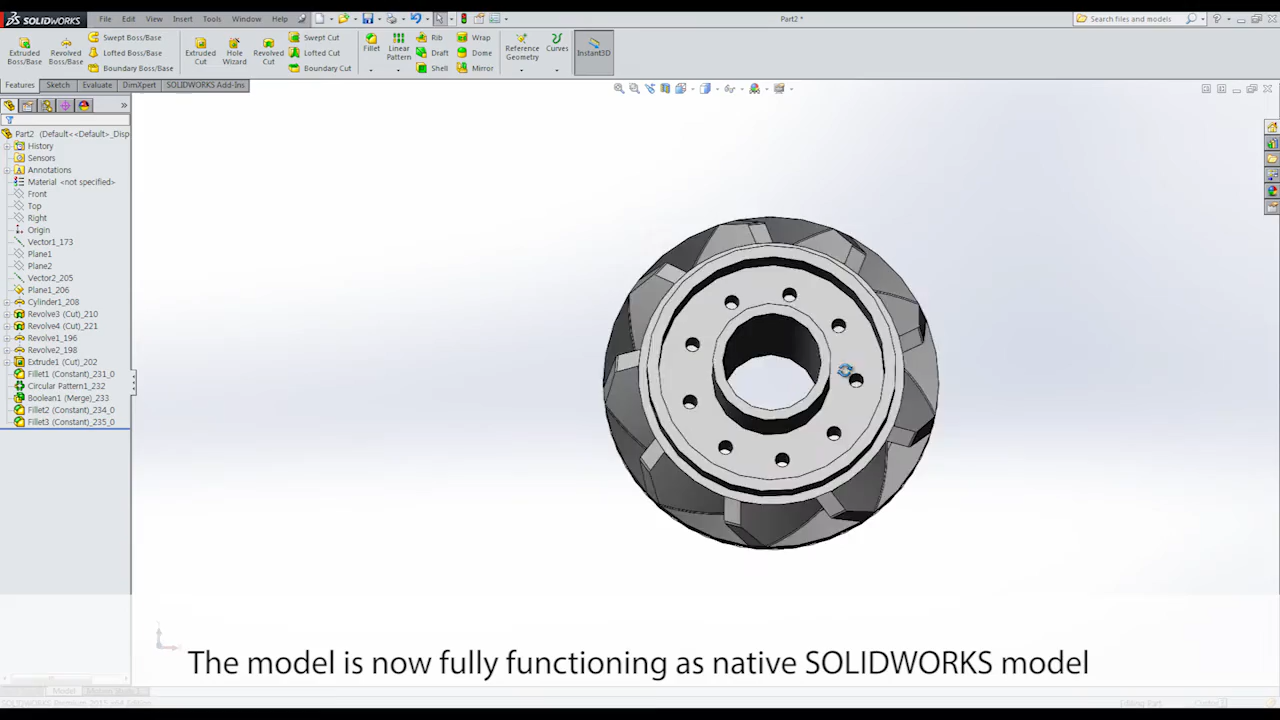 SOLIDWORKS File Edit View Insert Tools Window Help Part2 * Search files and models
Extruded Boss/Base
Revolved Boss/Base
Swept Boss/Base
Lofted Boss/Base
Boundary Boss/Base
Extruded Cut
Hole Wizard
Revolved Cut
Swept Cut
Lofted Cut
Boundary Cut
Fillet
Linear Pattern
Rib
Draft
Shell
Wrap
Dome
Mirror
Reference Geometry
Curves
Instant3D
Features Sketch Evaluate DimXpert SOLIDWORKS Add-Ins
Part2 (Default<<Default>_Disp
History
Sensors
Annotations
Material <not specified>
Front
Top
Right
Origin
Vector1_173
Plane1
Plane2
Vector2_205
Plane1_206
Cylinder1_208
Revolve3 (Cut)_210
Revolve4 (Cut)_221
Revolve1_196
Revolve2_198
Extrude1 (Cut)_202
Fillet1 (Constant)_231_0
Circular Pattern1_232
Boolean1 (Merge)_233
Fillet2 (Constant)_234_0
Fillet3 (Constant)_235_0
The model is now fully functioning as native SOLIDWORKS model
Model